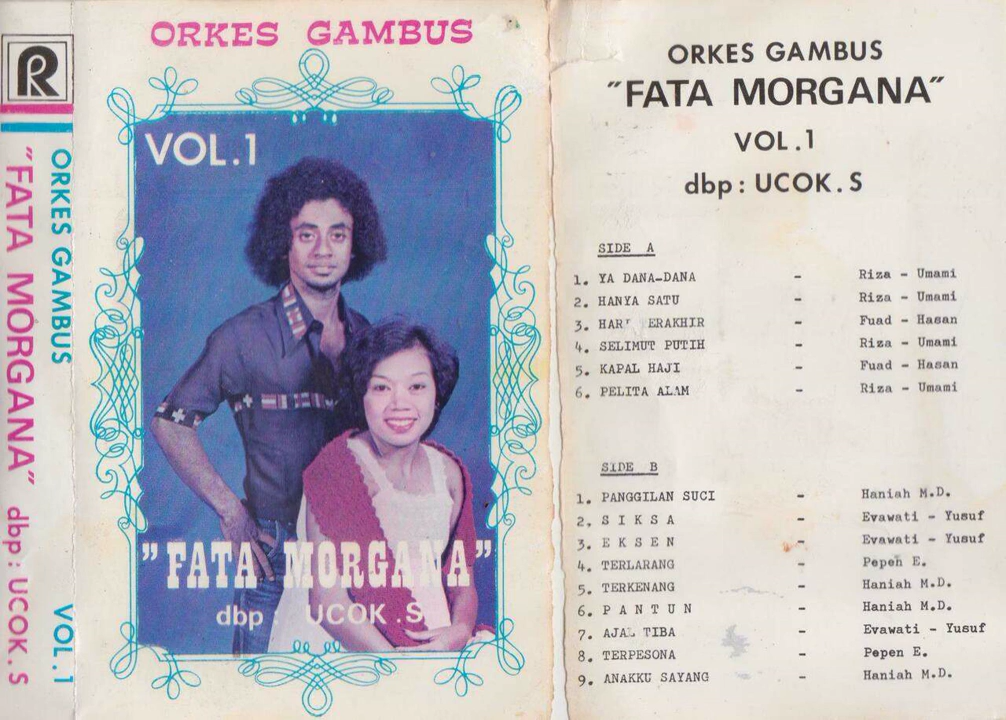 R
ORKES GAMBUS
"FATA MORGANA" dbp: UCOK.S
VOL.1
ORKES GAMBUS
VOL.1
"FATA MORGANA"
dbp UCOK.S
ORKES GAMBUS
"FATA MORGANA"
VOL.1
dbp: UCOK.S
SIDE A
1. YA DANA-DANA - Riza - Umami
2. HANYA SATU - Riza - Umami
3. HARI - Fuad - Hasan
4. SELIMUT PUTIH - Riza - Umami
5. KAPAL HAJI - Fuad - Hasan
6. PELITA ALAM - Riza - Umami
SIDE B
1. PANGGILAN SUCI - Haniah M.D.
2. S I K S A - Evawati - Yusuf
3. E K S E N - Evawati - Yusuf
4. TERLARANG - Pepen E.
5. TERKENANG - Haniah M.D.
6. P A N T U N - Haniah M.D.
7. AJAL TIBA - Evawati - Yusuf
8. TERPESONA - Pepen E.
9. ANAKKU SAYANG - Haniah M.D.